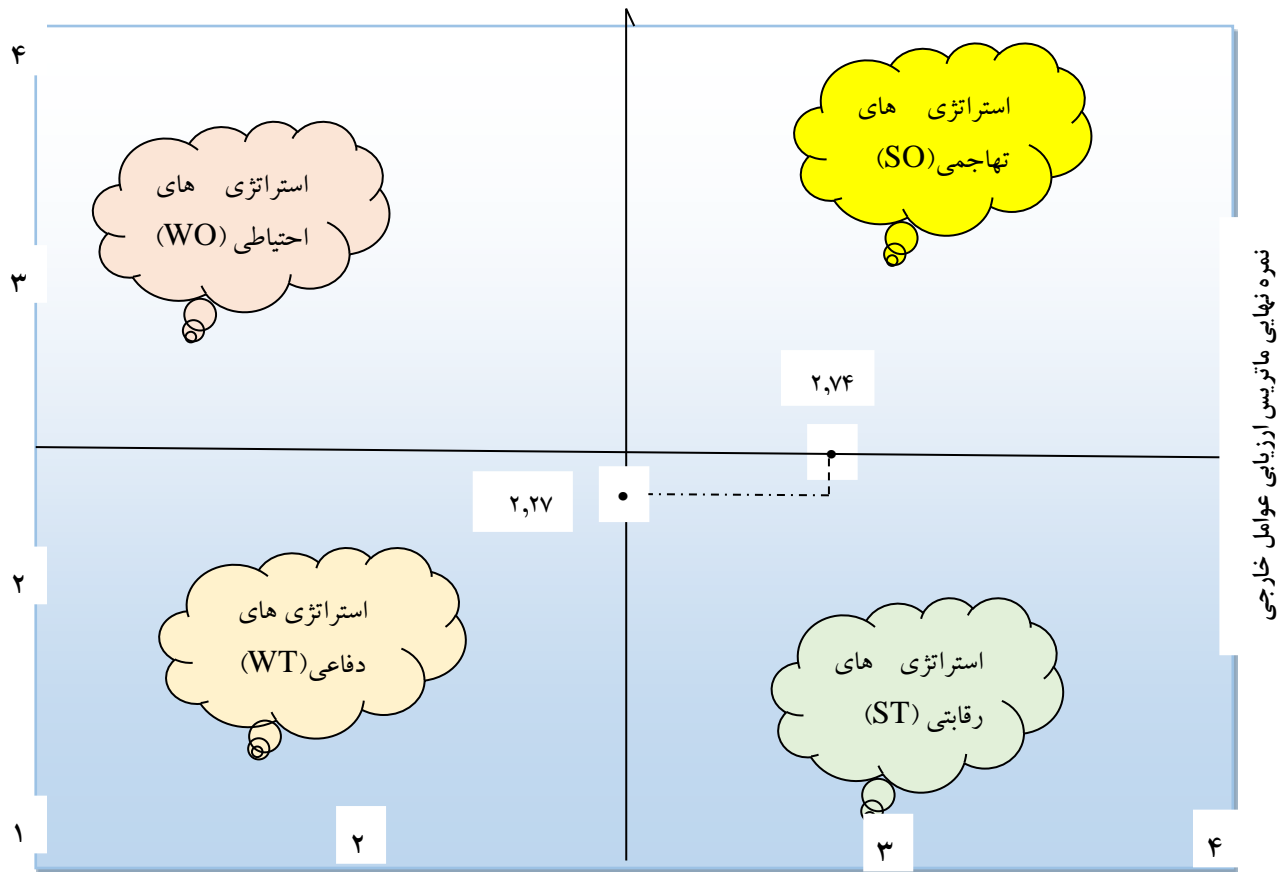 ۴
استراتژی های
تهاجمی(SO)
استراتژی های
احتیاطی (WO)
نمره نهایی ماتریس ارزیابی عوامل خارجی
۳
۲٫۷۴
۲٫۲۷
۲
استراتژی های
دفاعی(WT)
استراتژی های
رقابتی (ST)
۱
۲
۳
۴